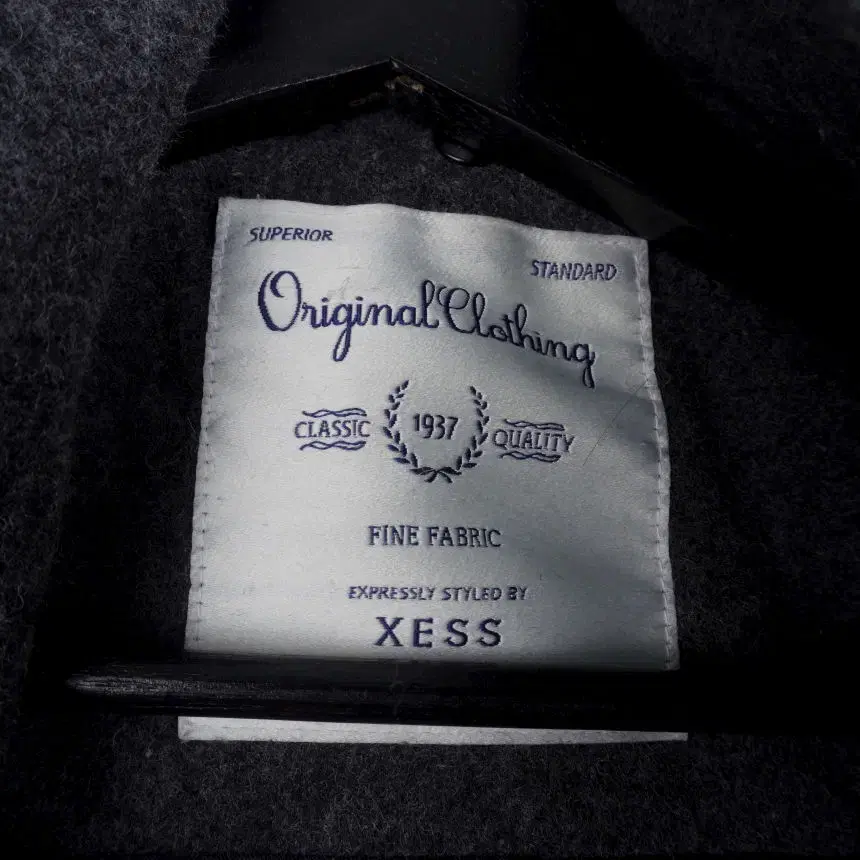 SUPERIOR
STANDARD
Original Clothing
CLASSIC 1937 QUALITY
FINE FABRIC
EXPRESSLY STYLED BY
XESS